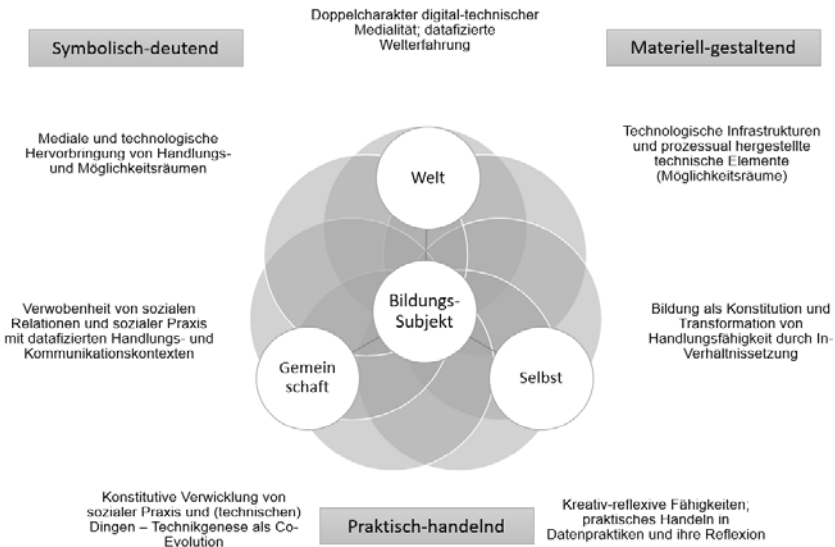 Doppelcharakter digital-technischer
Medialität; datafizierte
Welterfahrung
Symbolisch-deutend
Materiell-gestaltend
Mediale und technologische
Hervorbringung von Handlungs-
und Möglichkeitsräumen
Technologische Infrastrukturen
und prozessual hergestellte
technische Elemente
(Möglichkeitsräume)
Welt
Bildungs-
Subjekt
Verwobenheit von sozialen
Relationen und sozialer Praxis
mit datafizierten Handlungs- und
Kommunikationskontexten
Bildung als Konstitution und
Transformation von
Handlungsfähigkeit durch In-
Verhältnissetzung
Gemein
schaft
Selbst
Konstitutive Verwicklung von
sozialer Praxis und (technischen)
Dingen – Technikgenese als Co-
Evolution
Praktisch-handelnd
Kreativ-reflexive Fähigkeiten;
praktisches Handeln in
Datenpraktiken und ihre Reflexion